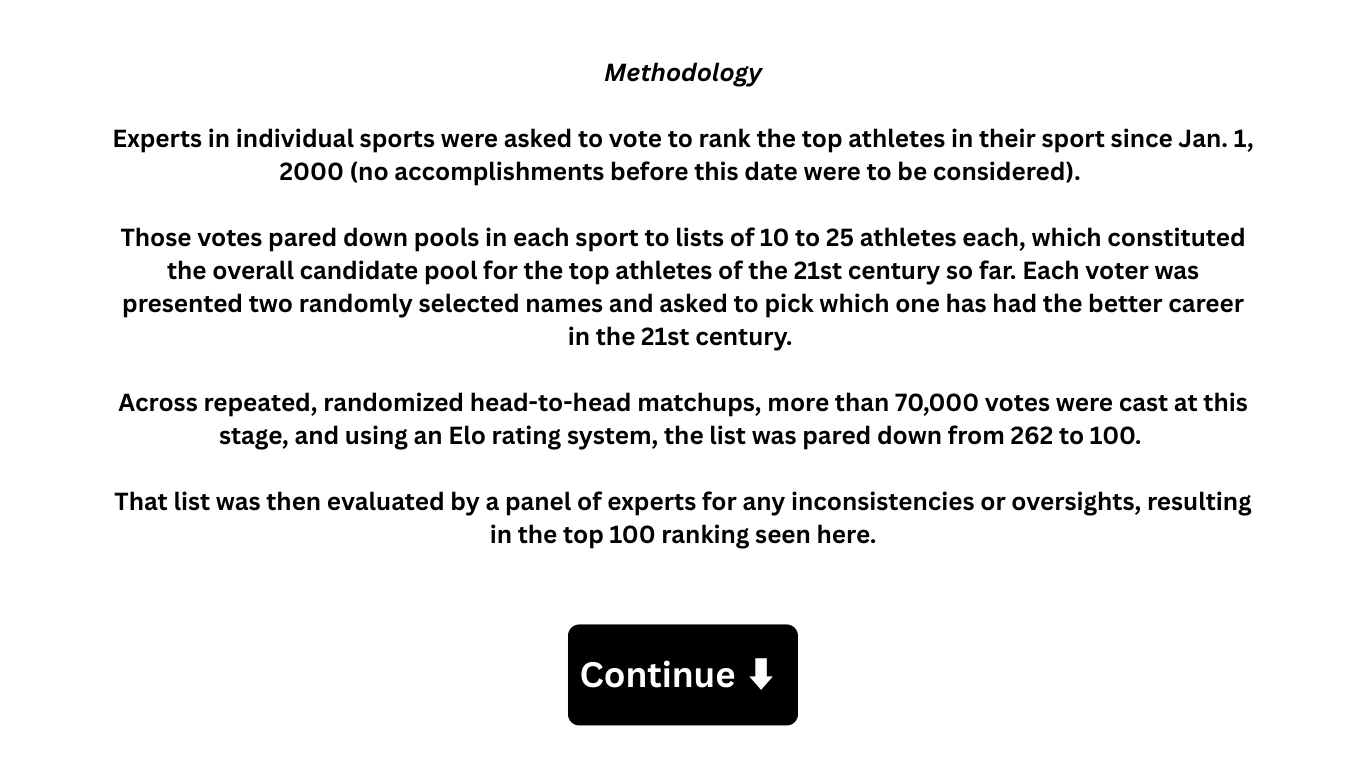 Methodology
Experts in individual sports were asked to vote to rank the top athletes in their sport since Jan. 1,
2000 (no accomplishments before this date were to be considered).
Those votes pared down pools in each sport to lists of 10 to 25 athletes each, which constituted
the overall candidate pool for the top athletes of the 21st century so far. Each voter was
presented two randomly selected names and asked to pick which one has had the better career
in the 21st century.
Across repeated, randomized head-to-head matchups, more than 70,000 votes were cast at this
stage, and using an Elo rating system, the list was pared down from 262 to 100.
That list was then evaluated by a panel of experts for any inconsistencies or oversights, resulting
in the top 100 ranking seen here.
Continue